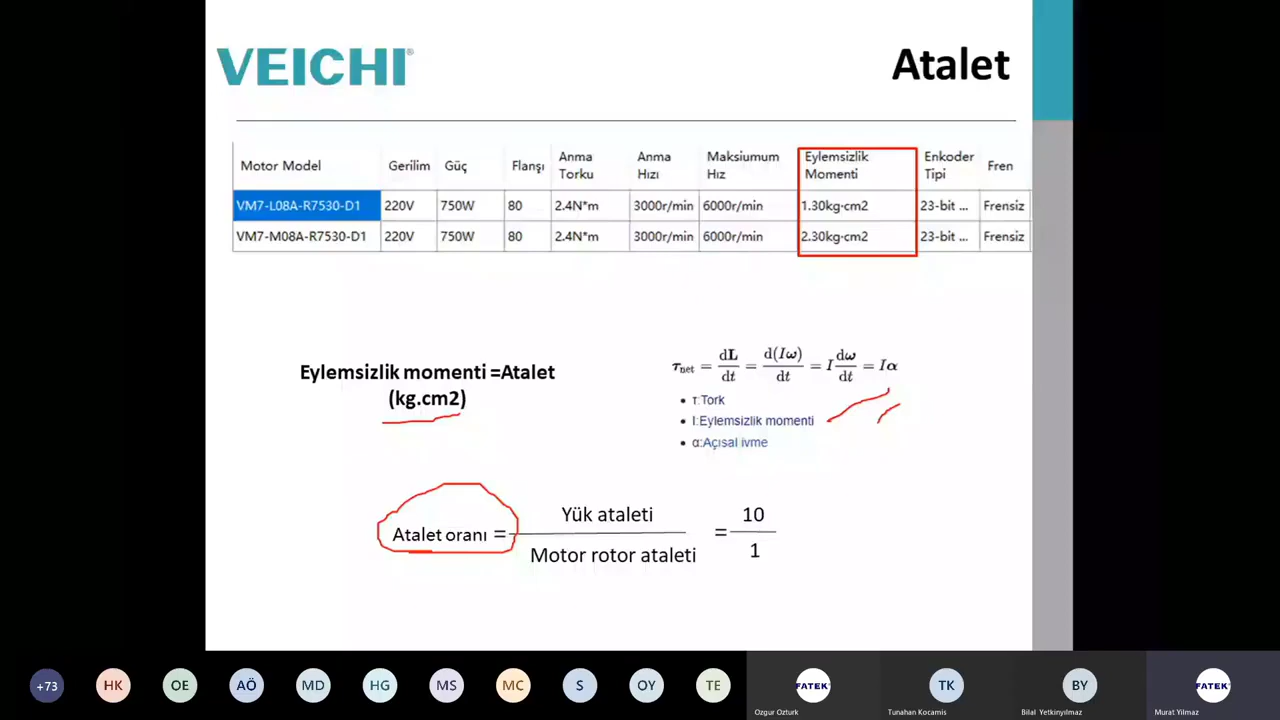 VEICHI®
Atalet
Motor Model Gerilim Güç Flanşı Anma Torku Anma Hızı Maksiumum Hız Eylemsizlik Momenti Enkoder Tipi Fren
VM7-L08A-R7530-D1 220V 750W 80 2.4N*m 3000r/min 6000r/min 1.30kg·cm2 23-bit ... Frensiz
VM7-M08A-R7530-D1 220V 750W 80 2.4N*m 3000r/min 6000r/min 2.30kg·cm2 23-bit ... Frensiz
Eylemsizlik momenti =Atalet
(kg.cm2)
τnet = dL/dt = d(Iω)/dt = I dω/dt = Iα
• τ:Tork
• I:Eylemsizlik momenti
• α:Açısal ivme
Atalet oranı = Yük ataleti / Motor rotor ataleti = 10 / 1
+73 HK OE AÖ MD HG MS MC S OY TE FATEK TK BY FATEK
Ozgur Ozturk Tunahan Kocamis Bilal Yetkinyılmaz Murat Yilmaz